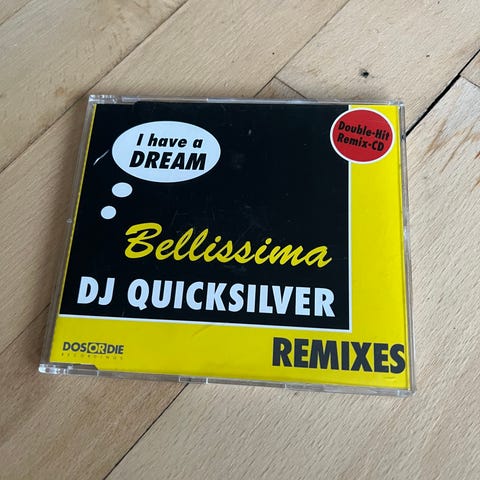 I have a
DREAM
Double-Hit
Remix-CD
Bellissima
DJ QUICKSILVER
REMIXES
DOSORDIE
RECORDINGS